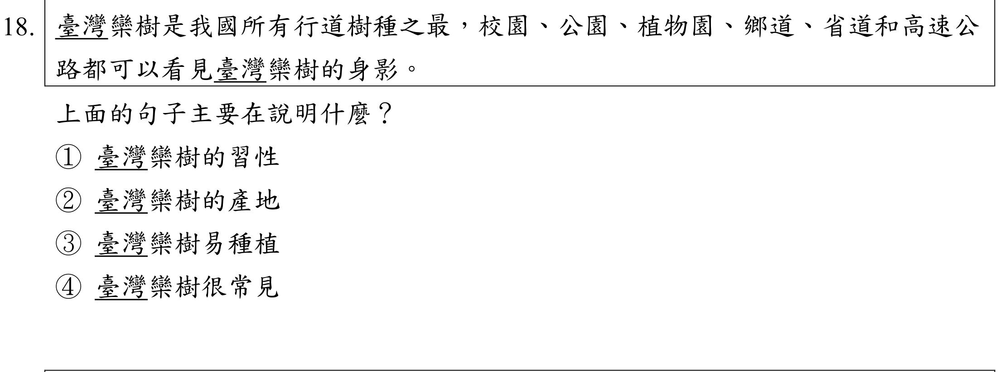 18. 臺灣欒樹是我國所有行道樹種之最，校園、公園、植物園、鄉道、省道和高速公
路都可以看見臺灣欒樹的身影。
上面的句子主要在說明什麼？
① 臺灣欒樹的習性
② 臺灣欒樹的產地
③ 臺灣欒樹易種植
④ 臺灣欒樹很常見